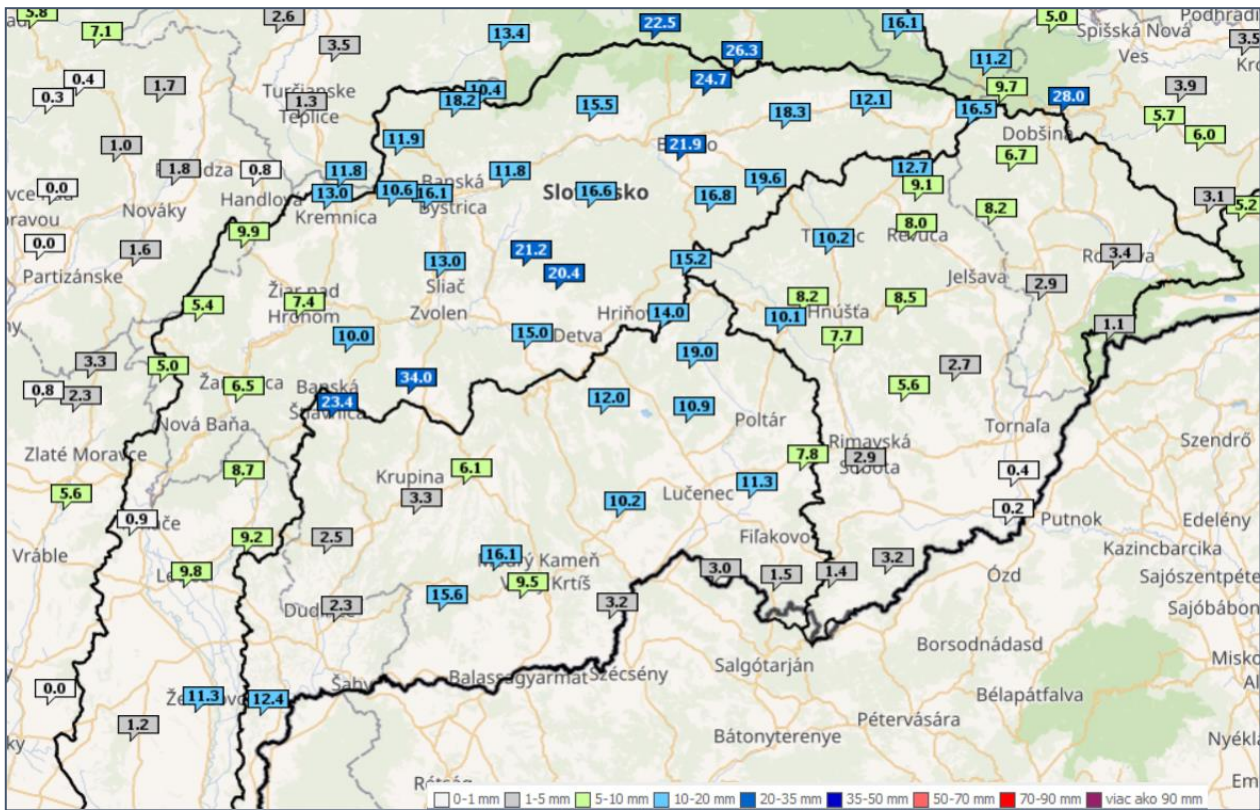 5.8
7.1
2.6
3.5
13.4
22.5
26.3
16.1
5.0
Podhrad
Spišská Nová
Ves
3.5
0.4
0.3
1.7
Turčianske
Teplice
1.3
10.4
18.2
15.5
24.7
18.3
12.1
11.2
9.7
16.5
28.0
Dobšiná
3.9
5.7
6.0
1.0
1.8
0.8
11.9
11.8
21.9
6.7
0.0
Nováky
Handlová
13.0
Kremnica
10.6
16.1
Banská
Bystrica
11.8
16.6
16.8
19.6
12.7
9.1
8.2
3.1
5.2
0.0
1.6
Partizánske
9.9
13.0
Sliač
21.2
20.4
15.2
10.2
8.0
Revúca
Jelšava
3.4
2.9
5.4
Žiar nad
Hronom
7.4
10.0
Zvolen
15.0
Detva
14.0
8.2
10.1
Hnúšťa
8.5
7.7
1.1
3.3
0.8
2.3
5.0
6.5
Nová Baňa
Banská
23.4
34.0
12.0
19.0
10.9
Poltár
5.6
2.7
Tornaľa
Zlaté Moravce
5.6
0.9
8.7
Krupina
3.3
6.1
10.2
Lučenec
11.3
7.8
Rimavská
Sobota
2.9
0.4
0.2
Putnok
Szendrő
Edelény
Vráble
9.8
9.2
2.5
16.1
9.5
Fiľakovo
3.0
1.5
1.4
3.2
Ózd
Kazincbarcika
Sajószentpéte
Sajóbábon
2.3
15.6
3.2
0.0
1.2
11.3
12.4
Balassagyarmat
Szécsény
Salgótarján
Borsodnádasd
Bélapátfalva
Pétervására
Bátonyterenye
Misko
Nyékl
0-1 mm 1-5 mm 5-10 mm 10-20 mm 20-35 mm 35-50 mm 50-70 mm 70-90 mm viac ako 90 mm